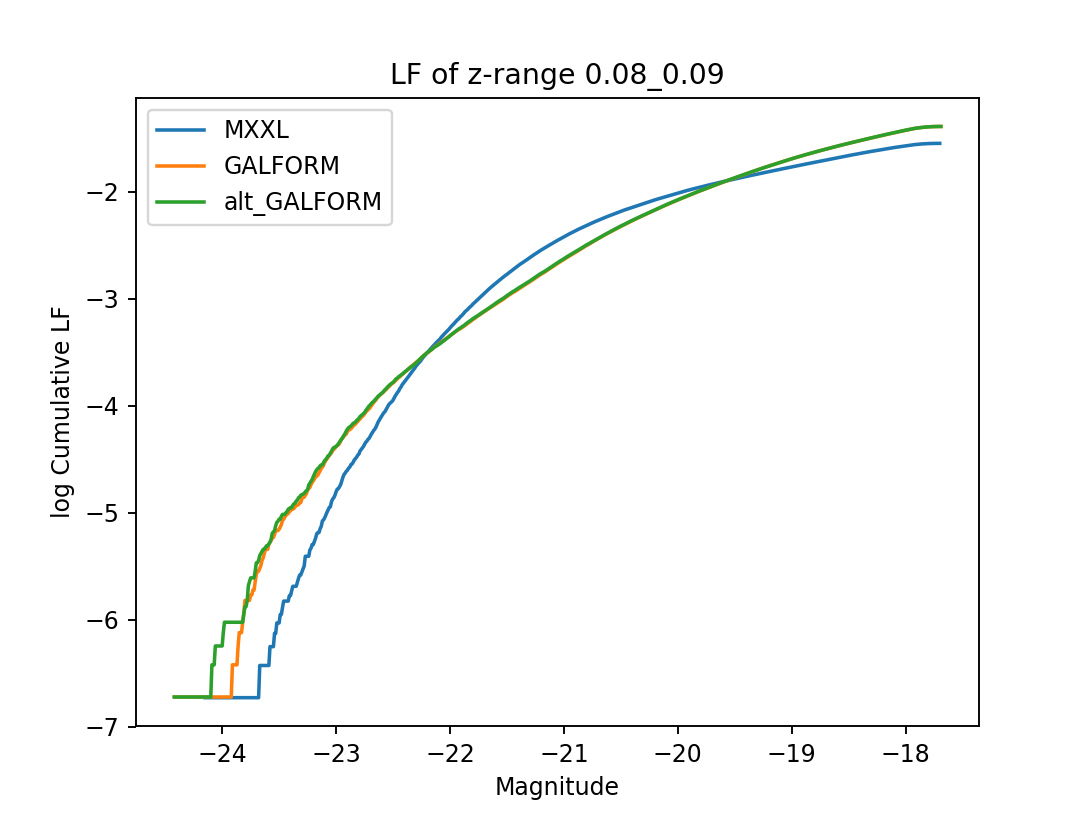 LF of z-range 0.08_0.09
MXXL
GALFORM
alt_GALFORM
log Cumulative LF
−2
−3
−4
−5
−6
−7
−24
−23
−22
−21
−20
−19
−18
Magnitude